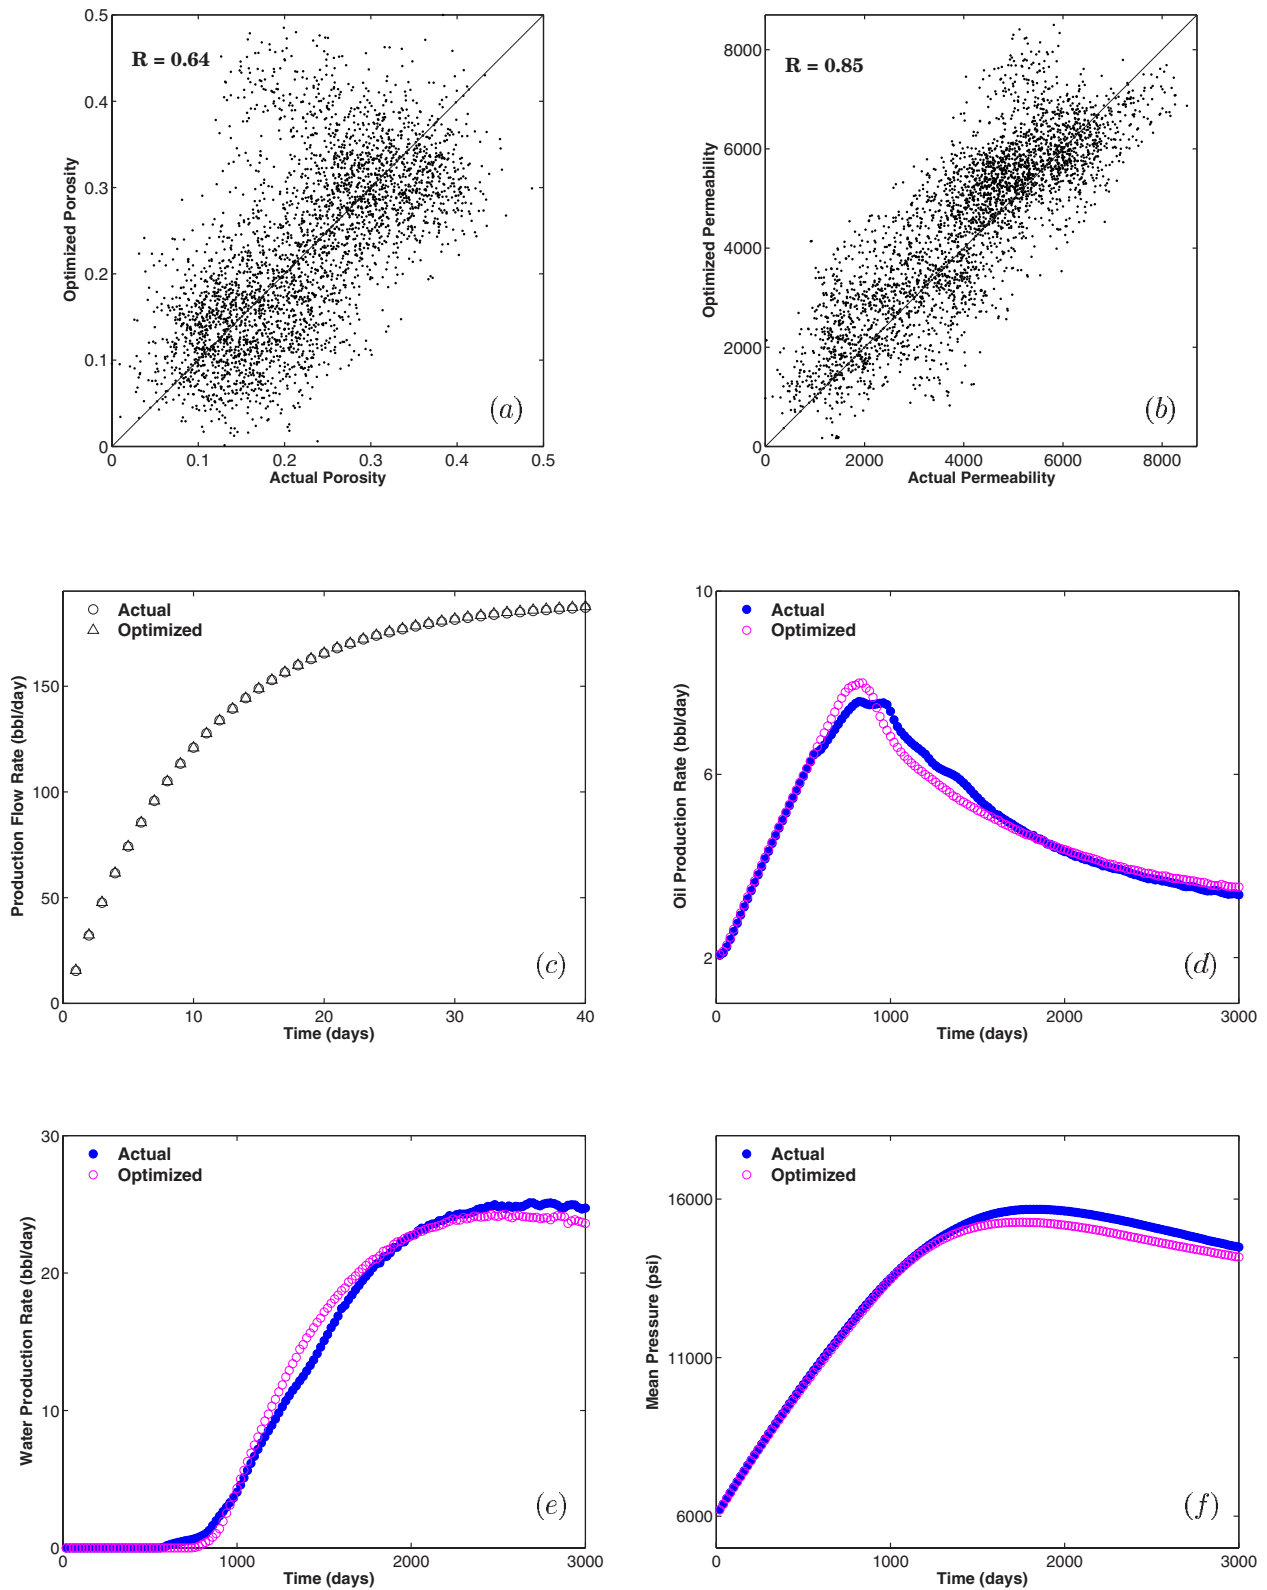 R = 0.64
0.5
0.4
0.3
0.2
0.1
0
Optimized Porosity
(a)
0 0.1 0.2 0.3 0.4 0.5
Actual Porosity
R = 0.85
8000
6000
4000
2000
0
Optimized Permeability
(b)
0 2000 4000 6000 8000
Actual Permeability
Actual
Optimized
150
100
50
0
Production Flow Rate (bbl/day)
(c)
0 10 20 30 40
Time (days)
Actual
Optimized
10
6
2
Oil Production Rate (bbl/day)
(d)
0 1000 2000 3000
Time (days)
Actual
Optimized
30
20
10
0
Water Production Rate (bbl/day)
(e)
0 1000 2000 3000
Time (days)
Actual
Optimized
16000
11000
6000
Mean Pressure (psi)
(f)
0 1000 2000 3000
Time (days)